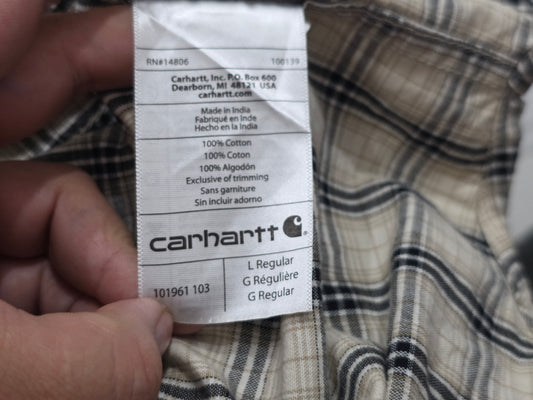 RN#14806 100139
Carhartt, Inc. P.O. Box 600
Dearborn, MI 48121 USA
carhartt.com
Made in India
Fabriqué en Inde
Hecho en la India
100% Cotton
100% Coton
100% Algodón
Exclusive of trimming
Sans garniture
Sin incluir adorno
carhartt
L Regular
G Régulière
101961 103
G Regular